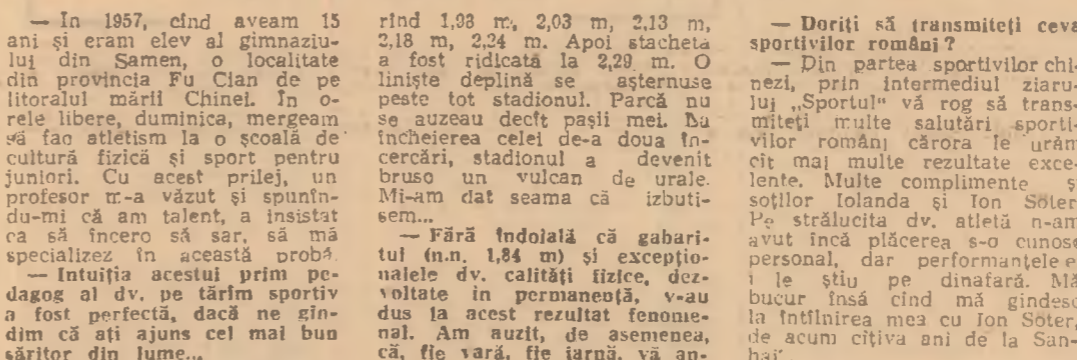 — In 1957, cînd aveam 15
ani și eram elev al gimnaziu-
lui din Samen, o localitate
din provincia Fu Cian de pe
litoralul mării Chinei. În o-
rele libere, duminica, mergeam
să fac atletism la o școală de
cultură fizică și sport pentru
juniori. Cu acest prilej, un
profesor m-a văzut și spunîn-
du-mi că am talent, a insistat
ca să încerc să sar, să mă
specializez în această probă.
— Intuiția acestui prim pe-
dagog al dv. pe tărîm sportiv
a fost perfectă, dacă ne gîn-
dim că ați ajuns cel mai bun
săritor din lume...
rînd 1,98 m, 2,03 m, 2,13 m,
2,18 m, 2,24 m. Apoi ștacheta
a fost ridicată la 2,29 m. O
liniște deplină se așternuse
peste tot stadionul. Parcă nu
se auzeau decît pașii mei. La
încheierea celei de-a doua în-
cercări, stadionul a devenit
brusc un vulcan de urale.
Mi-am dat seama că izbuti-
sem...
— Fără îndoială că gabari-
tul (n.n. 1,84 m) și excepțio-
nalele dv. calități fizice, dez-
voltate în permanență, v-au
dus la acest rezultat fenome-
nal. Am auzit, de asemenea,
că, fie vară, fie iarnă, vă an-
— Doriți să transmiteți ceva
sportivilor români ?
— Din partea sportivilor chi-
nezi, prin intermediul ziaru-
lui „Sportul" vă rog să trans-
miteți multe salutări sporti-
vilor români cărora le urăm
cît mai multe rezultate exce-
lente. Multe complimente ș
soților Iolanda și Ion Söter
Pe strălucita dv. atletă n-am
avut încă plăcerea s-o cunosc
personal, dar performanțele e
i le știu pe dinafară. Mă
bucur însă cînd mă gîndesc
la întîlnirea mea cu Ion Söter,
de acum cîțiva ani de la Șan-
hai